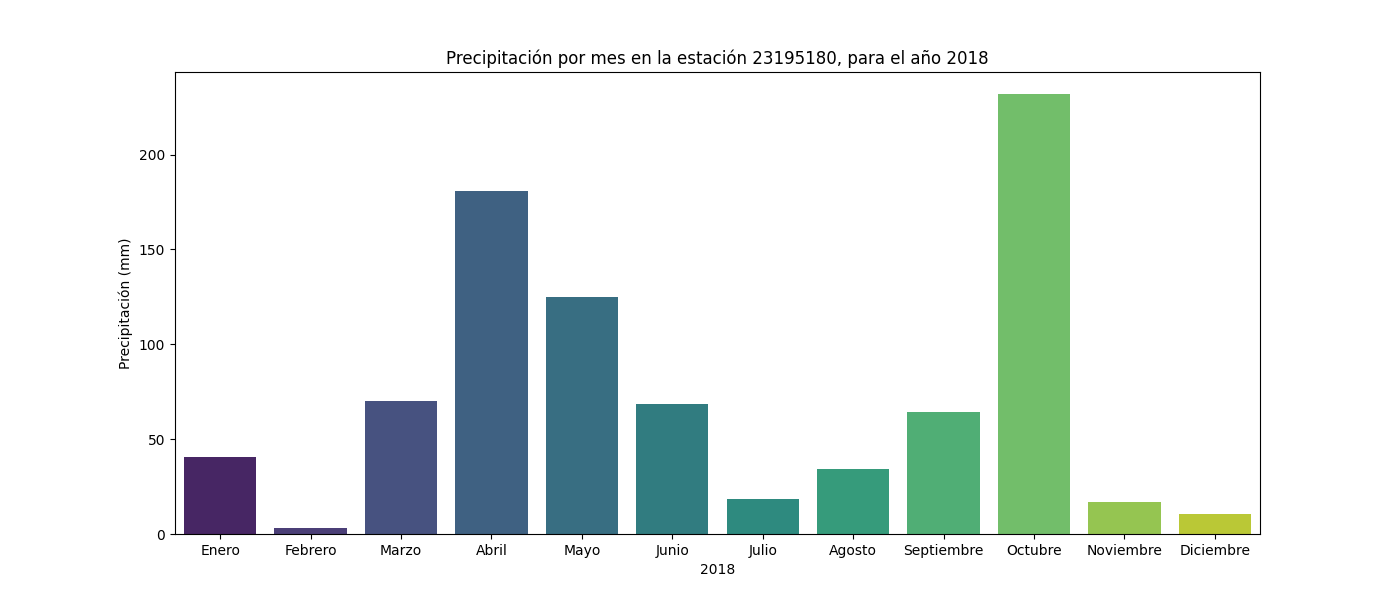 Precipitación por mes en la estación 23195180, para el año 2018
Precipitación (mm)
200
150
100
50
0
Enero Febrero Marzo Abril Mayo Junio Julio Agosto Septiembre Octubre Noviembre Diciembre
2018